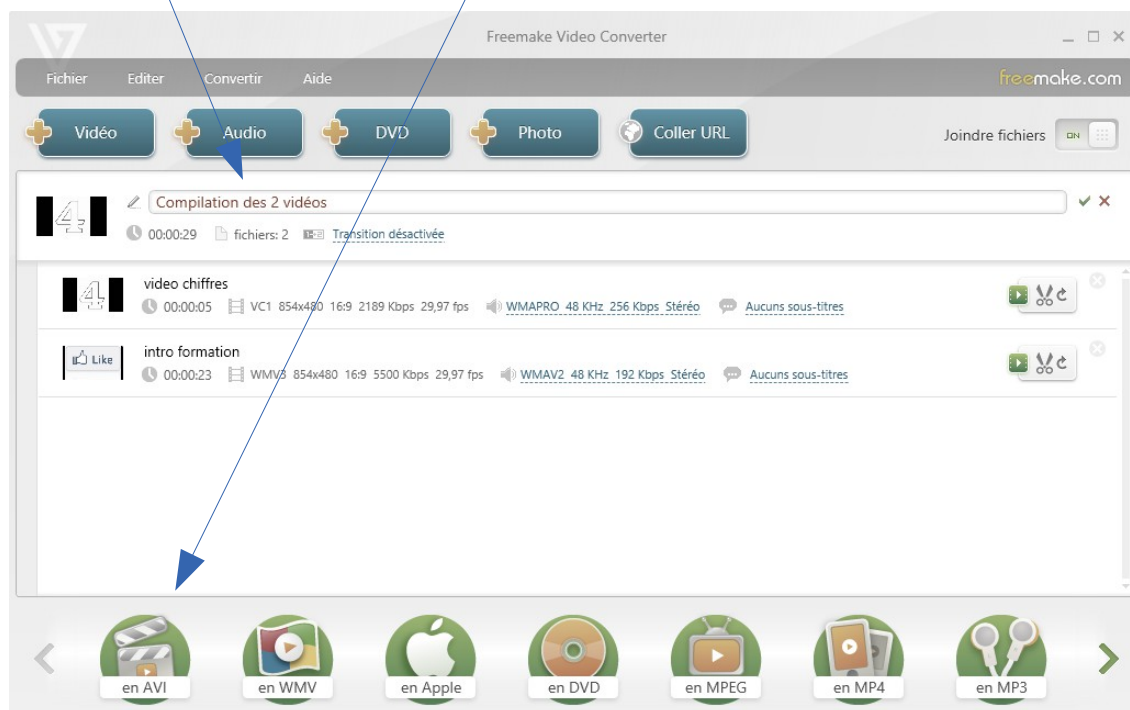 Freemake Video Converter
Fichier Editer Convertir Aide freemake.com
Vidéo Audio DVD Photo Coller URL Joindre fichiers ON
4 Compilation des 2 vidéos
00:00:29 fichiers: 2 Transition désactivée
4 video chiffres
00:00:05 VC1 854x480 16:9 2189 Kbps 29,97 fps WMAPRO 48 KHz 256 Kbps Stéréo Aucuns sous-titres
Like intro formation
00:00:23 WMV3 854x480 16:9 5500 Kbps 29,97 fps WMAV2 48 KHz 192 Kbps Stéréo Aucuns sous-titres
en AVI en WMV en Apple en DVD en MPEG en MP4 en MP3